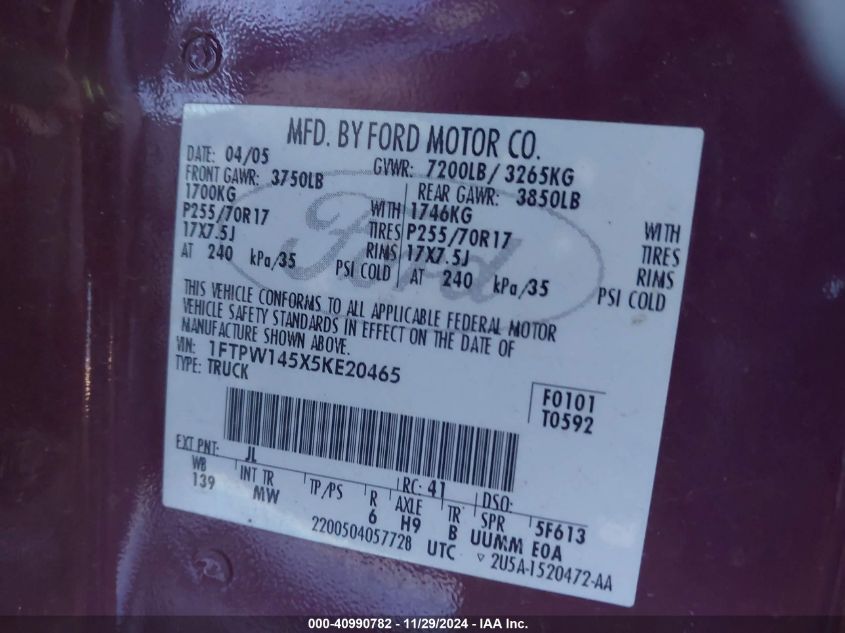 MFD. BY FORD MOTOR CO.
DATE: 04/05 GVWR: 7200LB/ 3265KG
FRONT GAWR: 3750LB REAR GAWR: 3850LB
1700KG WITH 1746KG WITH
P255/70R17 TIRES P255/70R17 TIRES
17X7.5J RIMS 17X7.5J RIMS
AT 240 kPa/35 PSI COLD AT 240 kPa/35 PSI COLD
Ford
THIS VEHICLE CONFORMS TO ALL APPLICABLE FEDERAL MOTOR
VEHICLE SAFETY STANDARDS IN EFFECT ON THE DATE OF
MANUFACTURE SHOWN ABOVE.
VIN: 1FTPW145X5KE20465
TYPE: TRUCK
F0101
T0592
EXT PNT: JL RC: 41 DSO:
WB INT TR TP/PS R AXLE TR SPR 5F613
139 MW 6 H9 B UUMM E0A
2200504057728 UTC ▽ 2U5A-1520472-AA
000-40990782 - 11/29/2024 - IAA Inc.